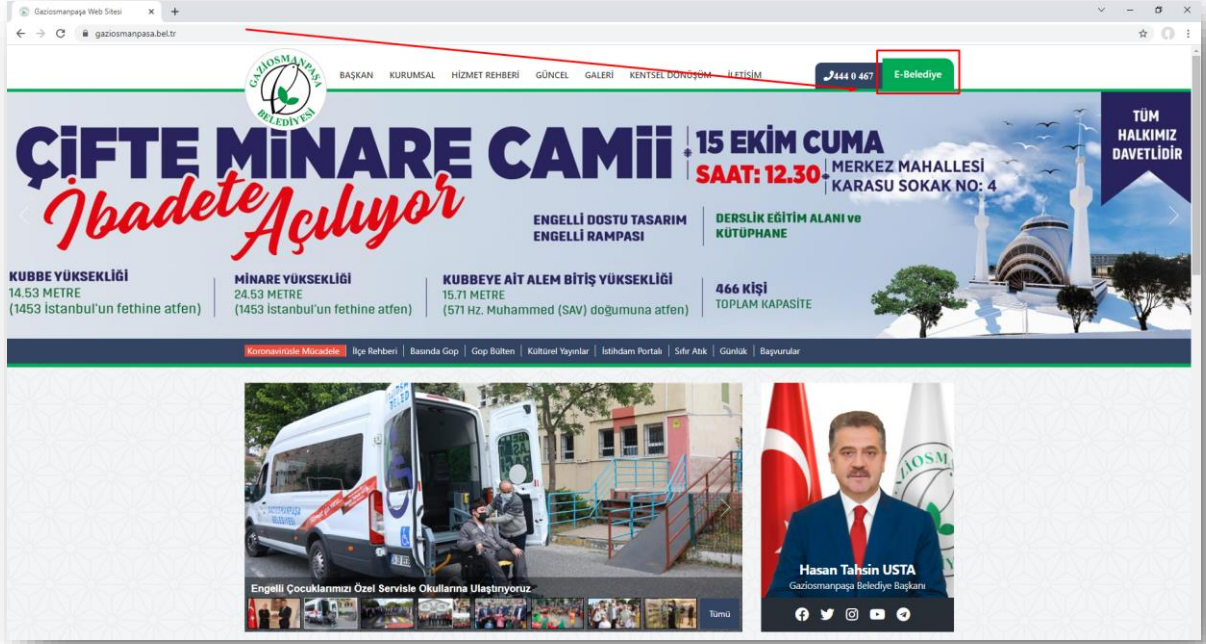 Gaziosmanpaşa Web Sitesi
gaziosmanpasa.bel.tr
GAZİOSMANPAŞA BELEDİYESİ
BAŞKAN KURUMSAL HİZMET REHBERİ GÜNCEL GALERİ KENTSEL DÖNÜŞÜM İLETİŞİM
444 0 467
E-Belediye
ÇİFTE MİNARE CAMii
İbadete Açılıyor
15 EKİM CUMA
SAAT: 12.30
MERKEZ MAHALLESİ
KARASU SOKAK NO: 4
TÜM
HALKIMIZ
DAVETLİDİR
ENGELLİ DOSTU TASARIM
ENGELLİ RAMPASI
DERSLİK EĞİTİM ALANI ve
KÜTÜPHANE
KUBBE YÜKSEKLİĞİ
14.53 METRE
(1453 İstanbul'un fethine atfen)
MİNARE YÜKSEKLİĞİ
24.53 METRE
(1453 İstanbul'un fethine atfen)
KUBBEYE AİT ALEM BİTİŞ YÜKSEKLİĞİ
15.71 METRE
(571 Hz. Muhammed (SAV) doğumuna atfen)
466 KİŞİ
TOPLAM KAPASİTE
Koronavirüsle Mücadele | İlçe Rehberi | Basında Gop | Gop Bülten | Kültürel Yayınlar | İstihdam Portalı | Sıfır Atık | Günlük | Başvurular
GAZİOSMANPAŞA
BELEDİYESİ
Engelli Çocuklarımızı Özel Servisle Okullarına Ulaştırıyoruz
Tümü
Hasan Tahsin USTA
Gaziosmanpaşa Belediye Başkanı